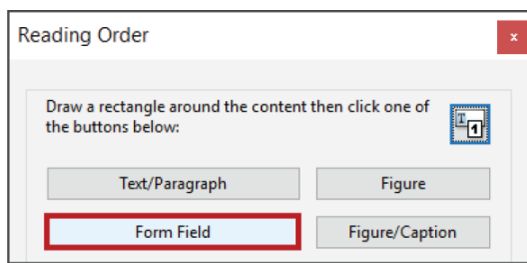 Reading Order
x
Draw a rectangle around the content then click one of
the buttons below:
T
1
Text/Paragraph
Figure
Form Field
Figure/Caption